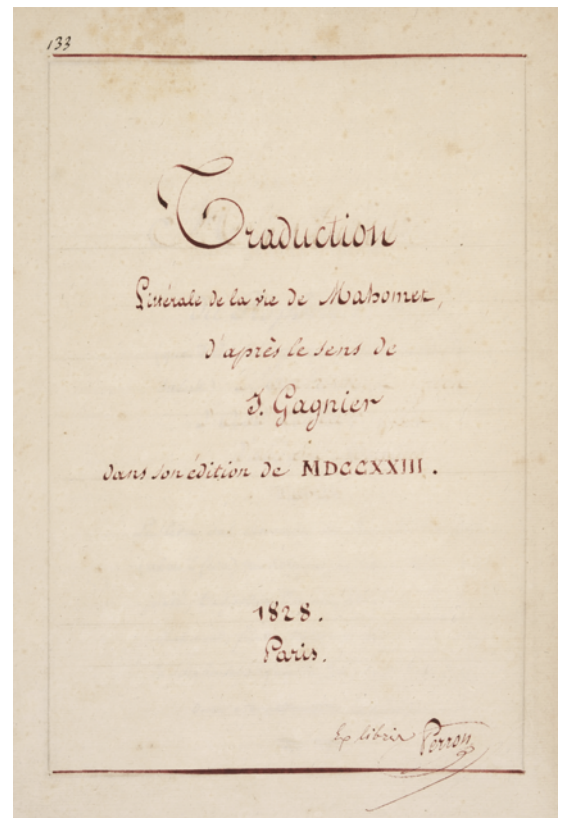 133
Traduction
Littérale de la vie de Mahomet,
d'après le sens de
J. Gagnier
dans son édition de MDCCXXIII.
1828.
Paris.
Ex libris Perron